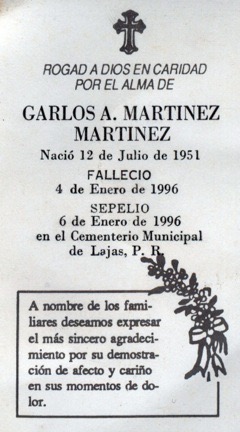 ROGAD A DIOS EN CARIDAD
POR EL ALMA DE
GARLOS A. MARTINEZ
MARTINEZ
Nació 12 de Julio de 1951
FALLECIO
4 de Enero de 1996
SEPELIO
6 de Enero de 1996
en el Cementerio Municipal
de Lajas, P. R.
A nombre de los fami-
liares deseamos expresar
el más sincero agradeci-
miento por su demostra-
ción de afecto y cariño
en sus momentos de do-
lor.